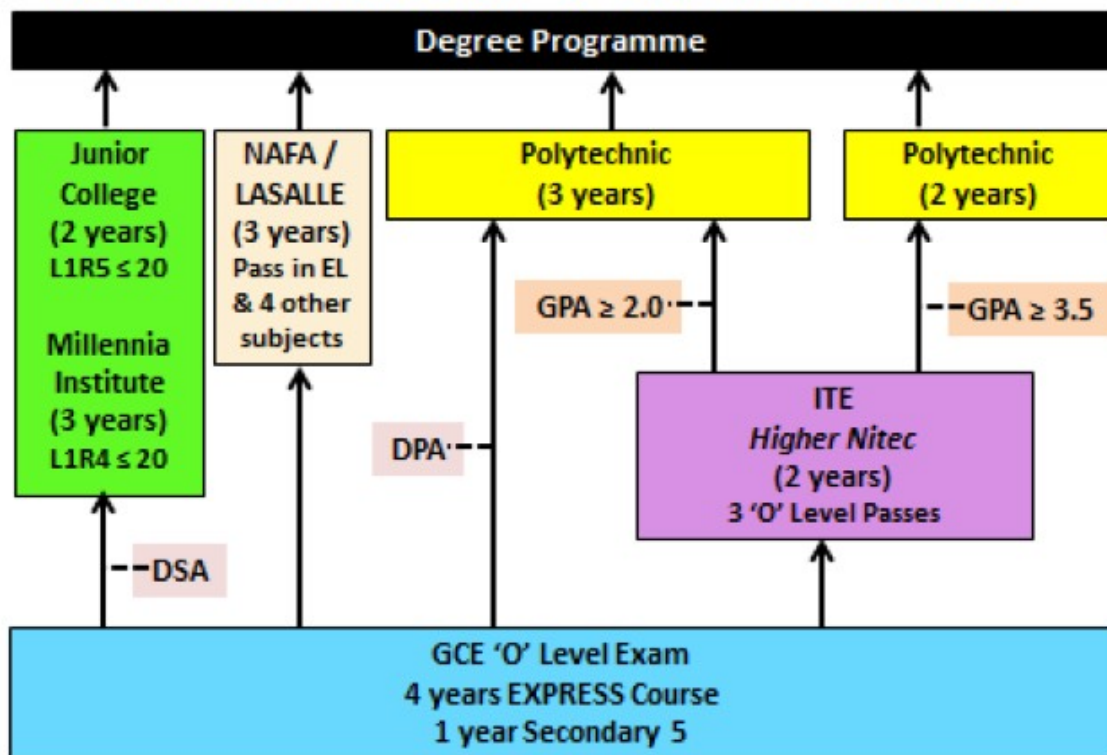 Degree Programme
Junior
College
(2 years)
L1R5 ≤ 20
Millennia
Institute
(3 years)
L1R4 ≤ 20
NAFA /
LASALLE
(3 years)
Pass in EL
& 4 other
subjects
Polytechnic
(3 years)
Polytechnic
(2 years)
GPA ≥ 2.0
GPA ≥ 3.5
ITE
Higher Nitec
(2 years)
3 ‘O’ Level Passes
DPA
DSA
GCE ‘O’ Level Exam
4 years EXPRESS Course
1 year Secondary 5